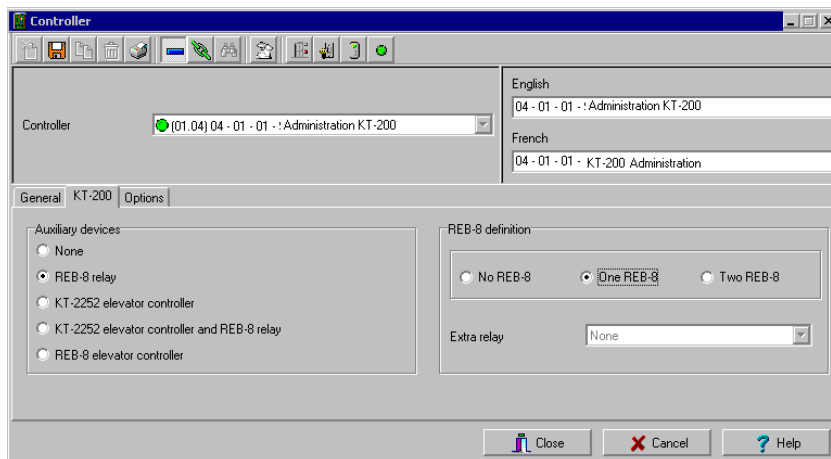 Controller
English
04 - 01 - 01 - : Administration KT-200
Controller
(01.04) 04 - 01 - 01 - : Administration KT-200
French
04 - 01 - 01 - KT-200 Administration
General KT-200 Options
Auxiliary devices
None
REB-8 relay
KT-2252 elevator controller
KT-2252 elevator controller and REB-8 relay
REB-8 elevator controller
REB-8 definition
No REB-8 One REB-8 Two REB-8
Extra relay None
Close Cancel Help